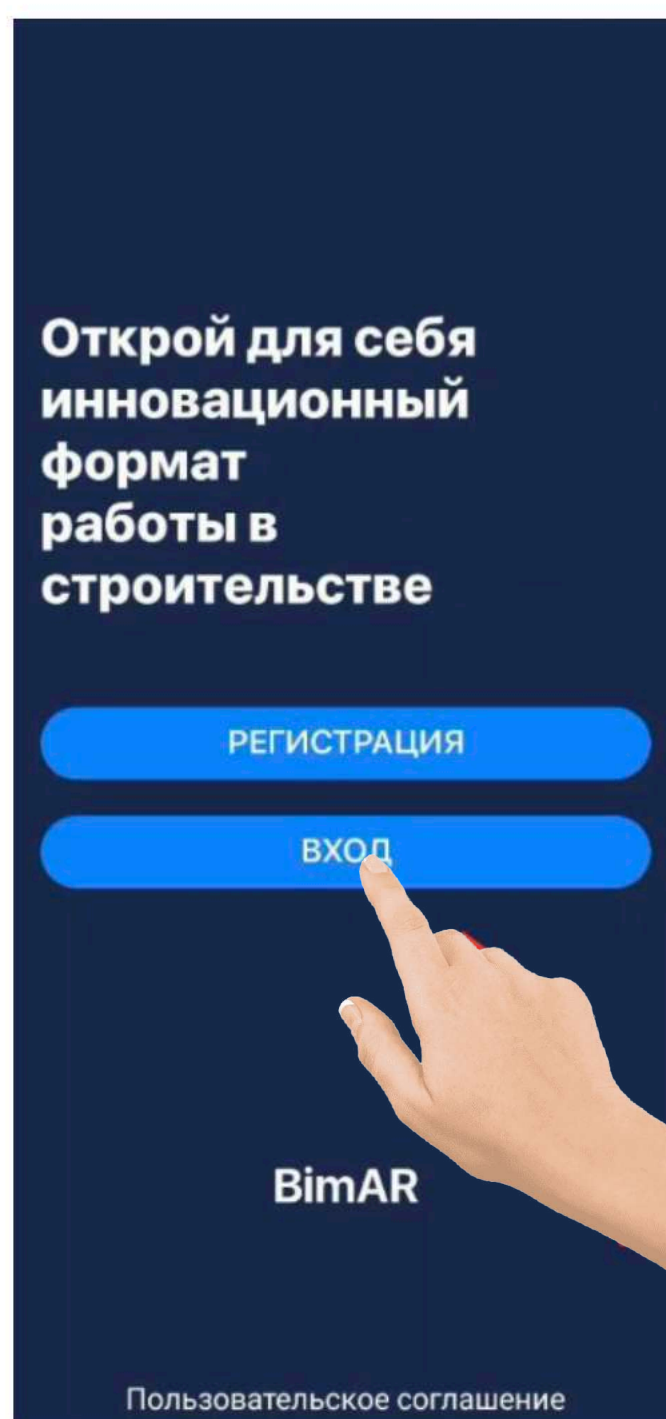 Открой для себя
инновационный
формат
работы в
строительстве
РЕГИСТРАЦИЯ
ВХОД
BimAR
Пользовательское соглашение